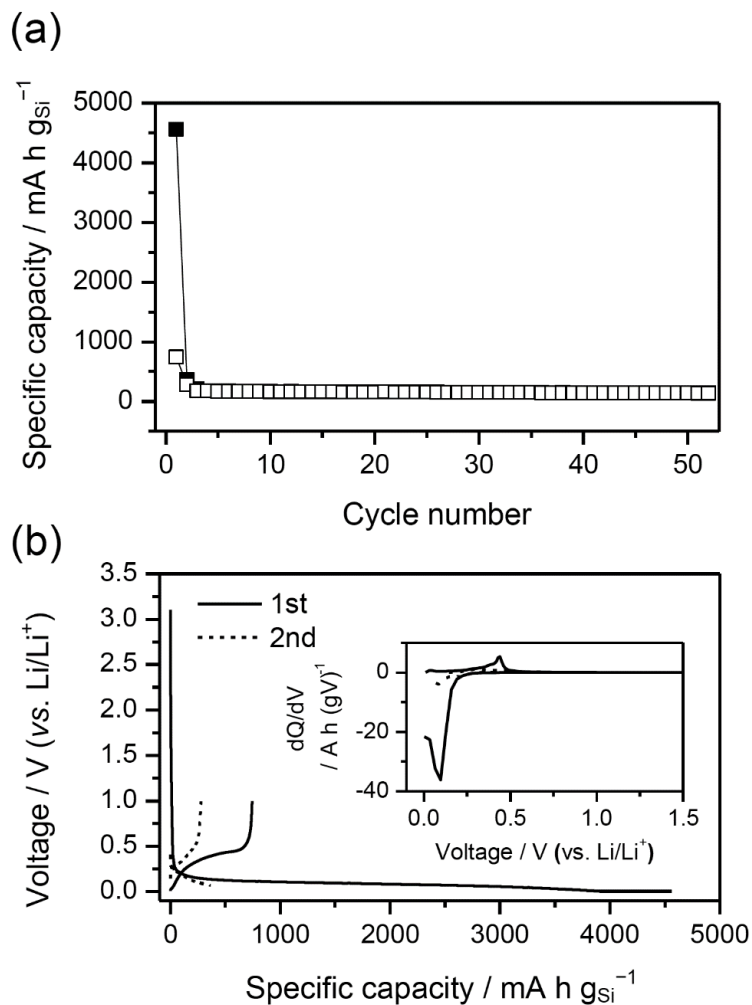 (a)
5000
4000
3000
2000
1000
0
Specific capacity / mA h gSi⁻¹
0 10 20 30 40 50
Cycle number
(b)
3.5
3.0
2.5
2.0
1.5
1.0
0.5
0.0
Voltage / V (vs. Li/Li⁺)
1st
2nd
0
-20
-40
dQ/dV
/ A h (gV)⁻¹
0.0 0.5 1.0 1.5
Voltage / V (vs. Li/Li⁺)
0 1000 2000 3000 4000 5000
Specific capacity / mA h gSi⁻¹